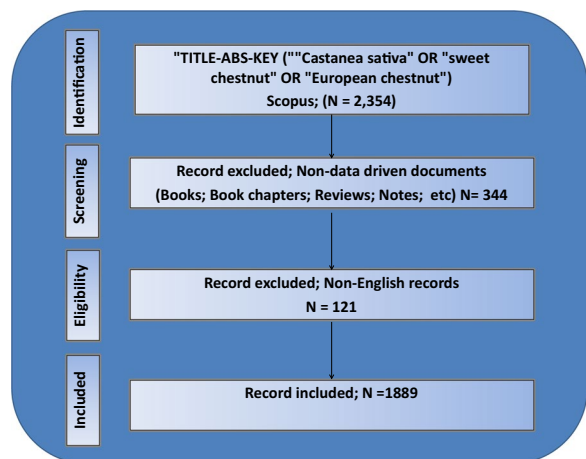 Identification
"TITLE-ABS-KEY (""Castanea sativa" OR "sweet
chestnut" OR "European chestnut")
Scopus; (N = 2,354)
Screening
Record excluded; Non-data driven documents
(Books; Book chapters; Reviews; Notes; etc) N= 344
Eligibility
Record excluded; Non-English records
N = 121
Included
Record included; N =1889